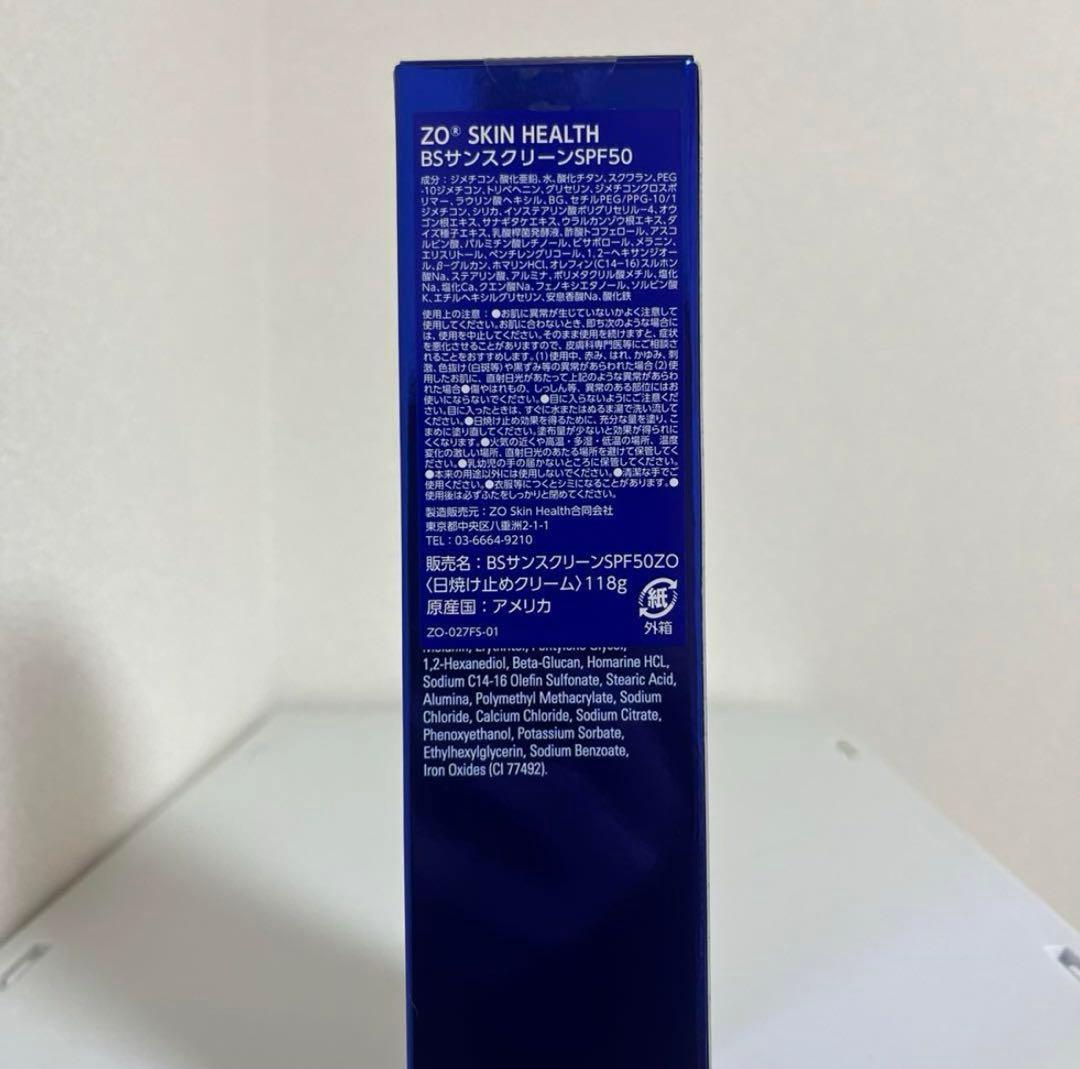 ZO® SKIN HEALTH
BSサンスクリーンSPF50
成分：ジメチコン、酸化亜鉛、水、酸化チタン、スクワラン、PEG
-10ジメチコン、トリベヘニン、グリセリン、ジメチコンクロスポ
リマー、ラウリン酸ヘキシル、BG、セチルPEG/PPG-10/1
ジメチコン、シリカ、イソステアリン酸ポリグリセリル-4、オウ
ゴン根エキス、サナギタケエキス、ウラルカンゾウ根エキス、ダ
イズ種子エキス、乳酸桿菌発酵液、酢酸トコフェロール、アスコ
ルビン酸、パルミチン酸レチノール、ビサボロール、メラニン、
エリスリトール、ペンチレングリコール、1,2-ヘキサンジオー
ル、β-グルカン、ホマリンHCl、オレフィン(C14-16)スルホン
酸Na、ステアリン酸、アルミナ、ポリメタクリル酸メチル、塩化
Na、塩化Ca、クエン酸Na、フェノキシエタノール、ソルビン酸
K、エチルヘキシルグリセリン、安息香酸Na、酸化鉄
使用上の注意：●お肌に異常が生じていないかよく注意して
使用してください。お肌に合わないとき、即ち次のような場合に
は、使用を中止してください。そのまま使用を続けますと、症状
を悪化させることがありますので、皮膚科専門医等にご相談さ
れることをおすすめします。(1)使用中、赤み、はれ、かゆみ、刺
激、色抜け(白斑等)や黒ずみ等の異常があらわれた場合(2)使
用したお肌に、直射日光があたって上記のような異常があらわ
れた場合●傷やはれもの、しっしん等、異常のある部位にはお
使いにならないでください。●目に入らないようにご注意くださ
い。目に入ったときは、すぐに水またはぬるま湯で洗い流して
ください。●日焼け止め効果を得るために、充分な量を塗り、こ
まめに塗り直してください。塗布量が少ないと効果が得られに
くくなります。●火気の近くや高温・多湿・低温の場所、温度
変化の激しい場所、直射日光のあたる場所を避けて保管してく
ださい。●乳幼児の手の届かないところに保管してください。
●本来の用途以外には使用しないでください。●清潔な手でご
使用ください。●衣服等につくとシミになることがあります。●
使用後は必ずふたをしっかりと閉めてください。
製造販売元：ZO Skin Health合同会社
東京都中央区八重洲2-1-1
TEL：03-6664-9210
販売名：BSサンスクリーンSPF50ZO
〈日焼け止めクリーム〉118g
原産国：アメリカ
紙
外箱
ZO-027FS-01
Melanin, Erythritol, Pentylene Glycol,
1,2-Hexanediol, Beta-Glucan, Homarine HCL,
Sodium C14-16 Olefin Sulfonate, Stearic Acid,
Alumina, Polymethyl Methacrylate, Sodium
Chloride, Calcium Chloride, Sodium Citrate,
Phenoxyethanol, Potassium Sorbate,
Ethylhexylglycerin, Sodium Benzoate,
Iron Oxides (CI 77492).